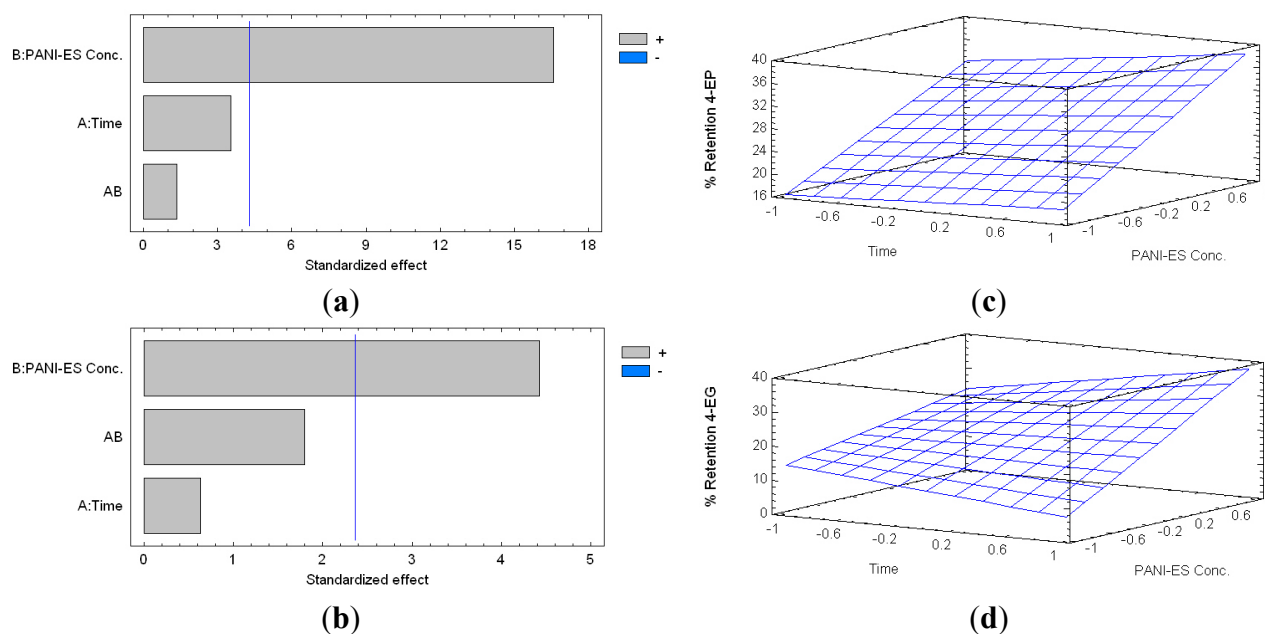 B:PANI-ES Conc.
A:Time
AB
0 3 6 9 12 15 18
Standardized effect
+
-
(a)
% Retention 4-EP
40
36
32
28
24
20
16
-1 -0.6 -0.2 0.2 0.6 1
Time
-1 -0.6 -0.2 0.2 0.6
PANI-ES Conc.
(c)
B:PANI-ES Conc.
AB
A:Time
0 1 2 3 4 5
Standardized effect
+
-
(b)
% Retention 4-EG
40
30
20
10
0
-1 -0.6 -0.2 0.2 0.6 1
Time
-1 -0.6 -0.2 0.2 0.6
PANI-ES Conc.
(d)